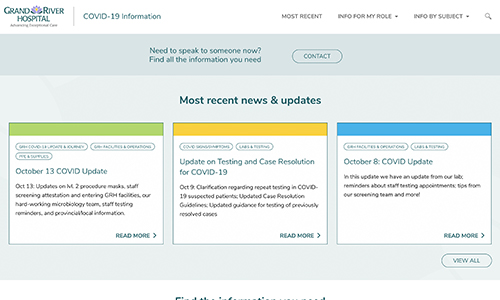 GRAND RIVER
HOSPITAL
Advancing Exceptional Care
COVID-19 Information
MOST RECENT
INFO FOR MY ROLE
INFO BY SUBJECT
Need to speak to someone now?
Find all the information you need
CONTACT
Most recent news & updates
GRH COVID-19 UPDATE & JOURNEY
GRH FACILITIES & OPERATIONS
PPE & SUPPLIES
October 13 COVID Update
Oct 13: Updates on lvl. 2 procedure masks, staff
screening attestation and entering GRH facilities, our
hard-working microbiology team, staff testing
reminders, and provincial/local information.
READ MORE
COVID SIGNS/SYMPTOMS
LABS & TESTING
Update on Testing and Case Resolution
for COVID-19
Oct 9: Clarification regarding repeat testing in COVID-
19 suspected patients; Updated Case Resolution
Guidelines; Updated guidance for testing of previously
resolved cases
READ MORE
GRH FACILITIES & OPERATIONS
LABS & TESTING
October 8: COVID Update
In this update we have an update from our lab;
reminders about staff testing appointments; tips from
our screening team and more!
READ MORE
VIEW ALL
Find the information you need